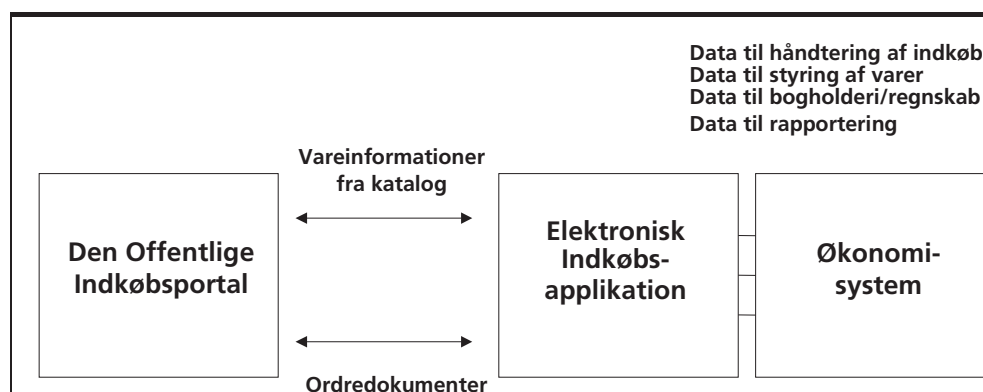 Data til håndtering af indkøb
Data til styring af varer
Data til bogholderi/regnskab
Data til rapportering
Vareinformationer
fra katalog
Den Offentlige
Indkøbsportal
Elektronisk
Indkøbs-
applikation
Økonomi-
system
Ordredokumenter